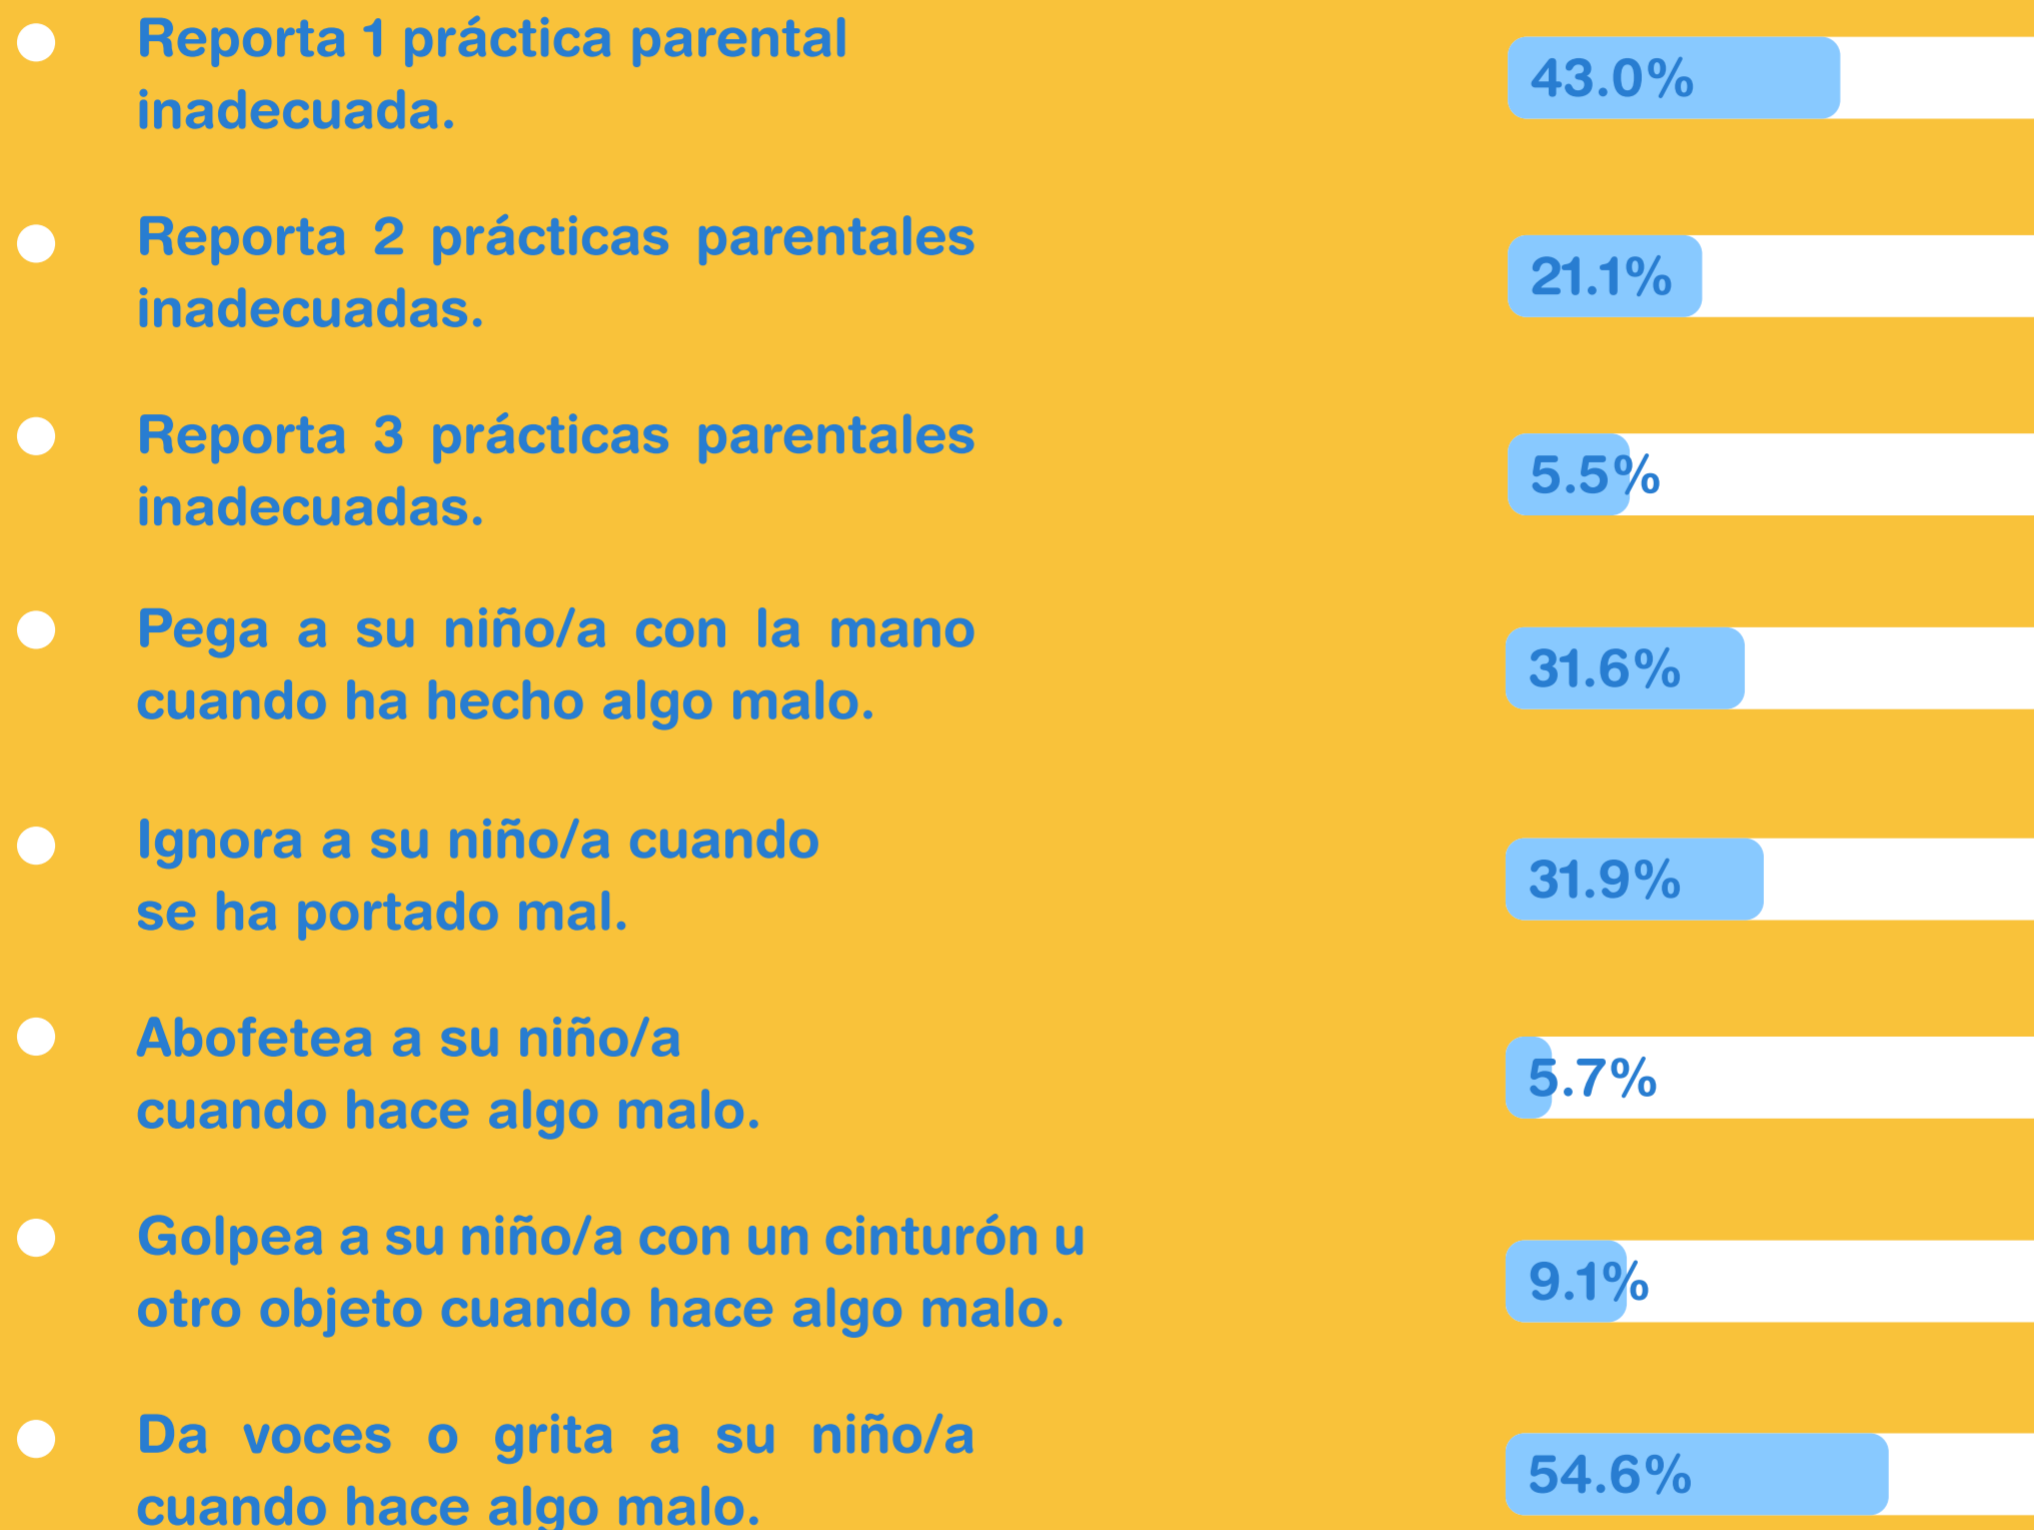 Reporta 1 práctica parental
inadecuada.
43.0%
Reporta 2 prácticas parentales
inadecuadas.
21.1%
Reporta 3 prácticas parentales
inadecuadas.
5.5%
Pega a su niño/a con la mano
cuando ha hecho algo malo.
31.6%
Ignora a su niño/a cuando
se ha portado mal.
31.9%
Abofetea a su niño/a
cuando hace algo malo.
5.7%
Golpea a su niño/a con un cinturón u
otro objeto cuando hace algo malo.
9.1%
Da voces o grita a su niño/a
cuando hace algo malo.
54.6%